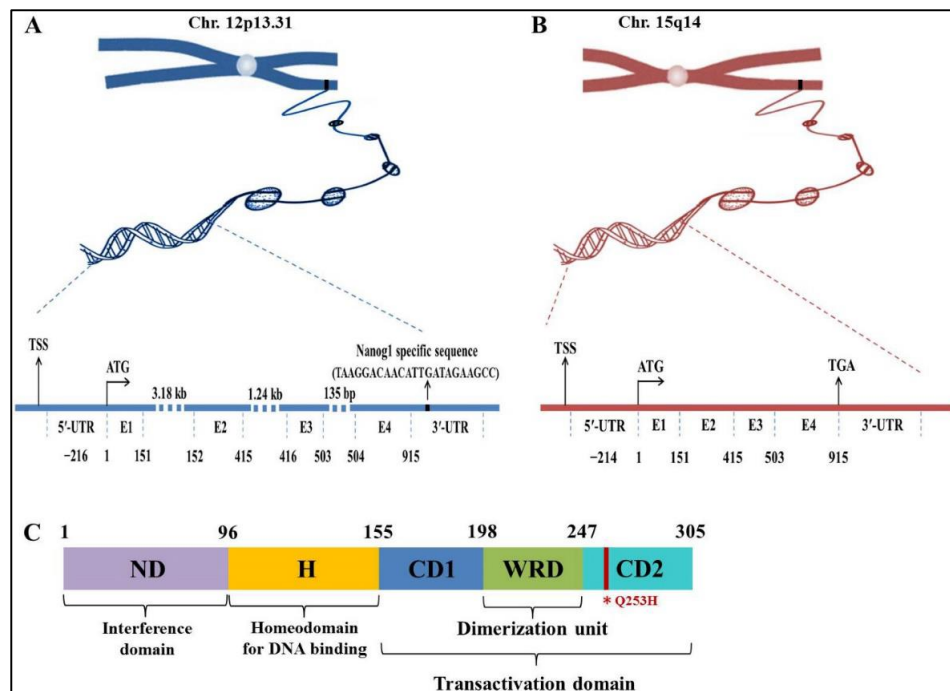 A
Chr. 12p13.31
B
Chr. 15q14
TSS
ATG
3.18 kb
1.24 kb
135 bp
Nanog1 specific sequence
(TAAGGACAACATTGATAGAAGCC)
5′-UTR
E1
E2
E3
E4
3′-UTR
−216
1
151
152
415
416
503
504
915
TSS
ATG
TGA
5′-UTR
E1
E2
E3
E4
3′-UTR
−214
1
151
415
503
915
C
1
96
155
198
247
305
ND
H
CD1
WRD
CD2
* Q253H
Interference
domain
Homeodomain
for DNA binding
Dimerization unit
Transactivation domain